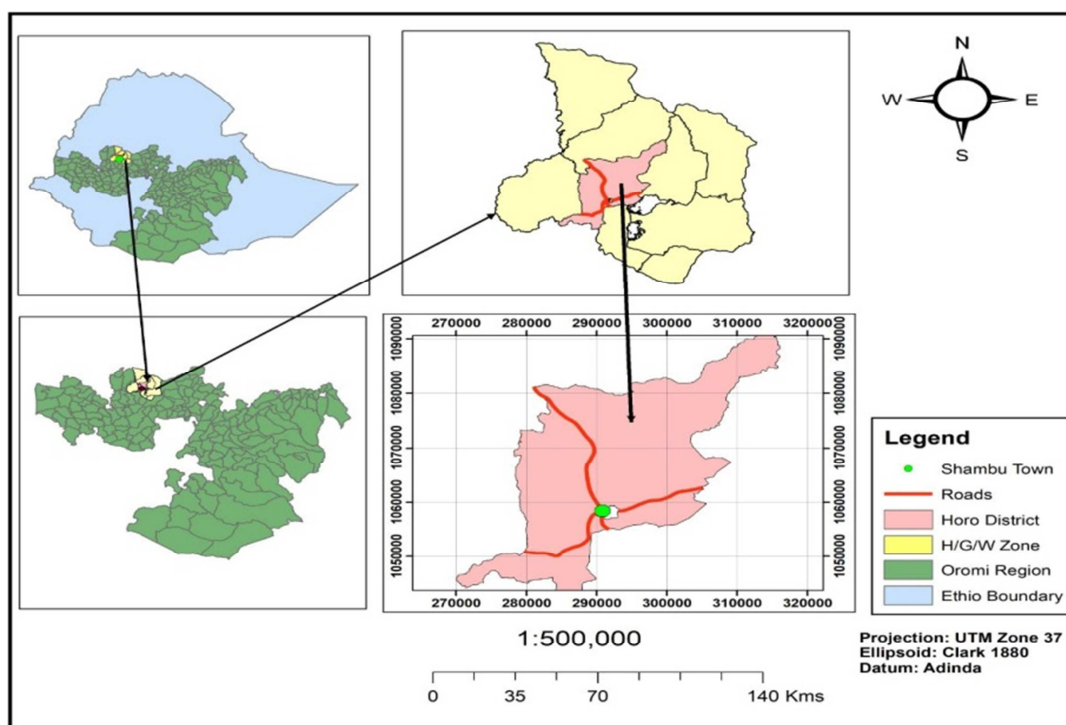 N
W E
S
270000 280000 290000 300000 310000 320000
1090000 1090000
1080000 1080000
1070000 1070000
1060000 1060000
1050000 1050000
270000 280000 290000 300000 310000 320000
Legend
Shambu Town
Roads
Horo District
H/G/W Zone
Oromi Region
Ethio Boundary
1:500,000
Projection: UTM Zone 37
Ellipsoid: Clark 1880
Datum: Adinda
0 35 70 140 Kms